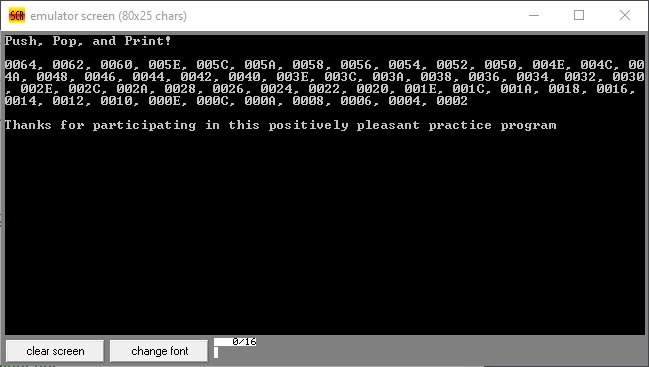 SCR
emulator screen (80x25 chars)
Push, Pop, and Print!
0064, 0062, 0060, 005E, 005C, 005A, 0058, 0056, 0054, 0052, 0050, 004E, 004C, 00
4A, 0048, 0046, 0044, 0042, 0040, 003E, 003C, 003A, 0038, 0036, 0034, 0032, 0030
, 002E, 002C, 002A, 0028, 0026, 0024, 0022, 0020, 001E, 001C, 001A, 0018, 0016,
0014, 0012, 0010, 000E, 000C, 000A, 0008, 0006, 0004, 0002
Thanks for participating in this positively pleasant practice program
clear screen
change font
0/16